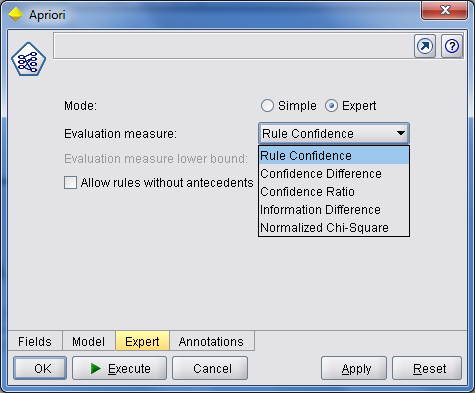 Apriori
Mode: Simple Expert
Evaluation measure: Rule Confidence
Evaluation measure lower bound:
Rule Confidence
Confidence Difference
Allow rules without antecedents
Confidence Ratio
Information Difference
Normalized Chi-Square
Fields Model Expert Annotations
OK Execute Cancel Apply Reset